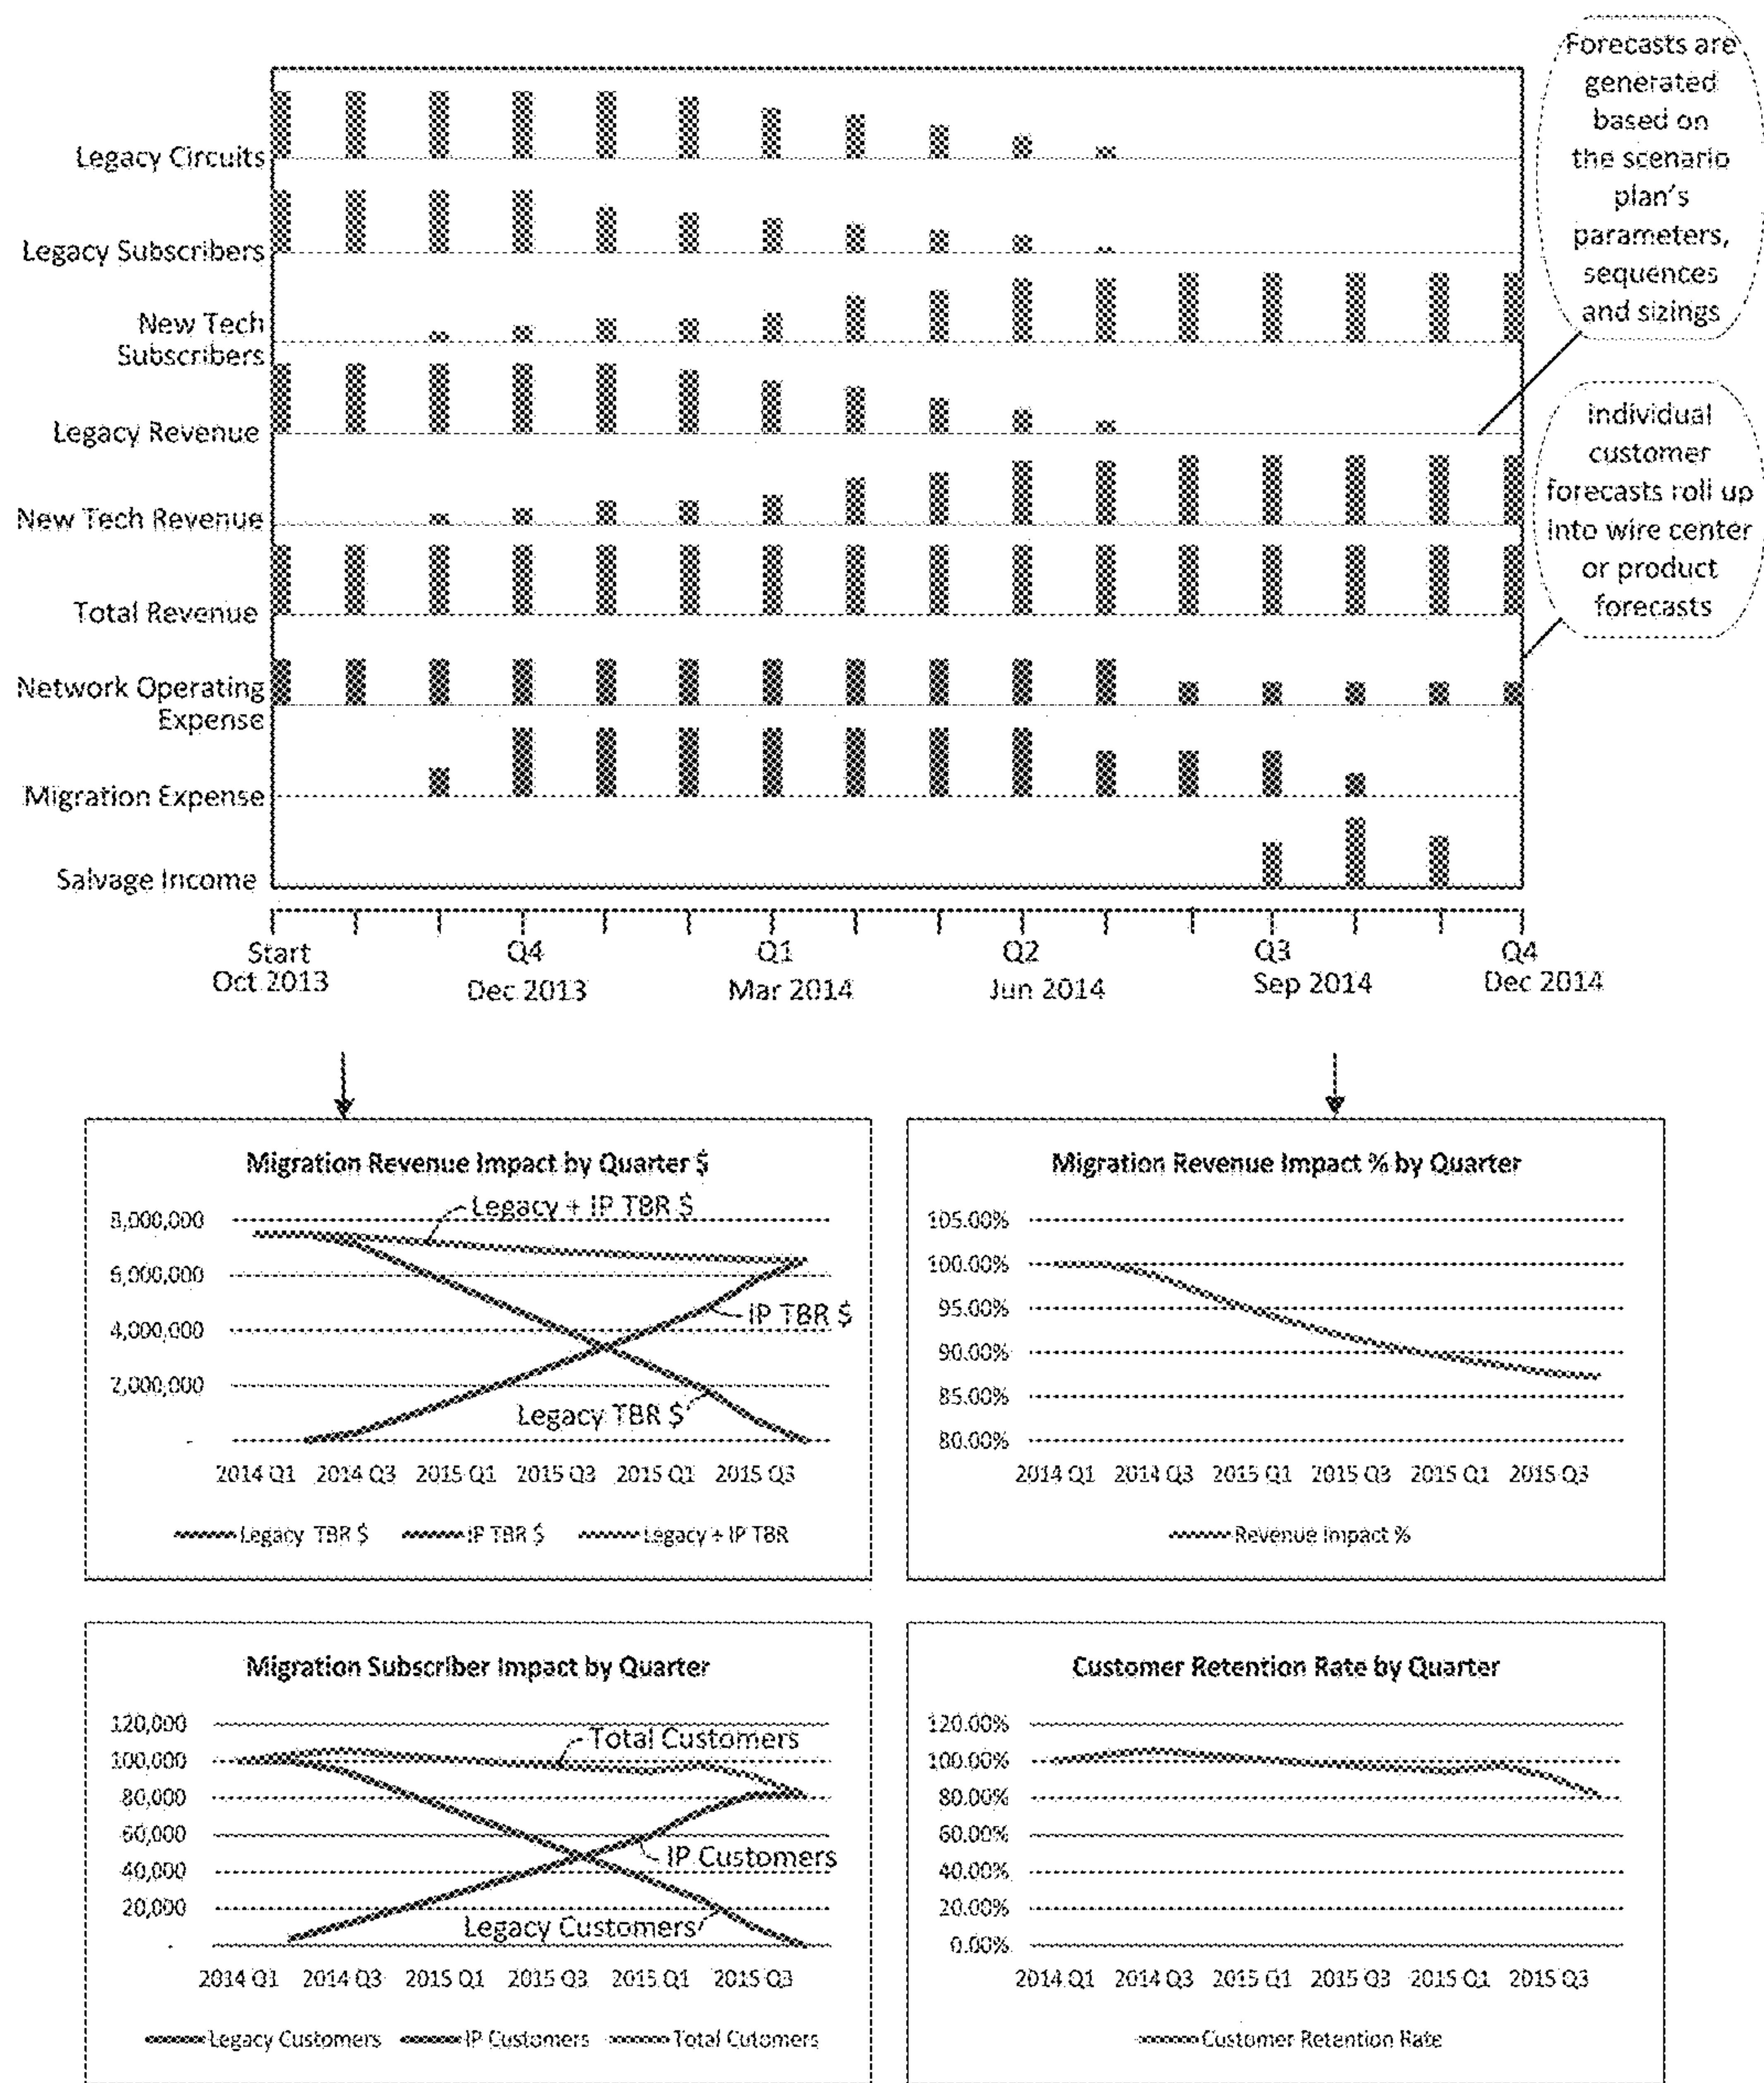 Forecasts are
generated
based on
the scenario
plan's
parameters,
sequences
and sizings
Individual
customer
forecasts roll up
into wire center
or product
forecasts
Legacy Circuits
Legacy Subscribers
New Tech
Subscribers
Legacy Revenue
New Tech Revenue
Total Revenue
Network Operating
Expense
Migration Expense
Salvage Income
Start Q4 Q1 Q2 Q3 Q4
Oct 2013 Dec 2013 Mar 2014 Jun 2014 Sep 2014 Dec 2014
Migration Revenue Impact by Quarter $
Legacy + IP TBR $
8,000,000
6,000,000
IP TBR $
4,000,000
2,000,000
Legacy TBR $
-
2014 Q1 2014 Q3 2015 Q1 2015 Q3 2015 Q1 2015 Q3
Legacy TBR $ IP TBR $ Legacy + IP TBR
Migration Revenue Impact % by Quarter
105.00%
100.00%
95.00%
90.00%
85.00%
80.00%
2014 Q1 2014 Q3 2015 Q1 2015 Q3 2015 Q1 2015 Q3
Revenue Impact %
Migration Subscriber Impact by Quarter
120,000
Total Customers
100,000
80,000
60,000
IP Customers
40,000
20,000
Legacy Customers
-
2014 Q1 2014 Q3 2015 Q1 2015 Q3 2015 Q1 2015 Q3
Legacy Customers IP Customers Total Cutomers
Customer Retention Rate by Quarter
120.00%
100.00%
80.00%
60.00%
40.00%
20.00%
0.00%
2014 Q1 2014 Q3 2015 Q1 2015 Q3 2015 Q1 2015 Q3
Customer Retention Rate